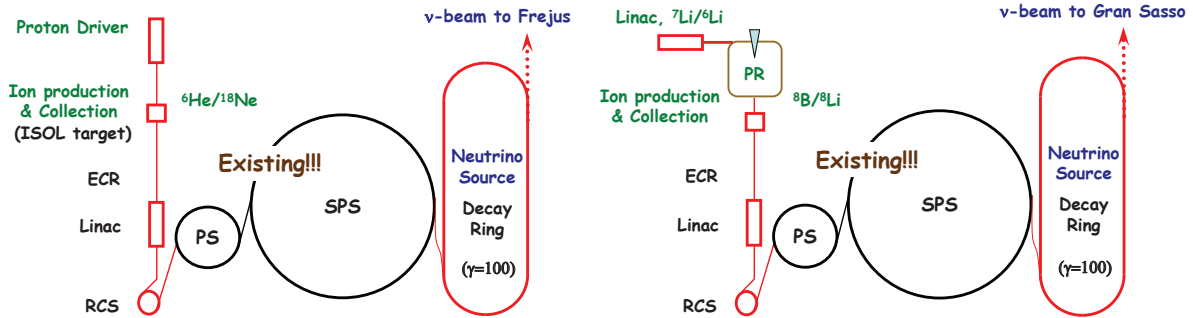 ν-beam to Frejus
Proton Driver
Ion production
& Collection
(ISOL target)
⁶He/¹⁸Ne
Existing!!!
ECR
Linac
PS
SPS
RCS
Neutrino
Source
Decay
Ring
(γ=100)
ν-beam to Gran Sasso
Linac, ⁷Li/⁶Li
PR
Ion production
& Collection
⁸B/⁸Li
Existing!!!
ECR
Linac
PS
SPS
RCS
Neutrino
Source
Decay
Ring
(γ=100)